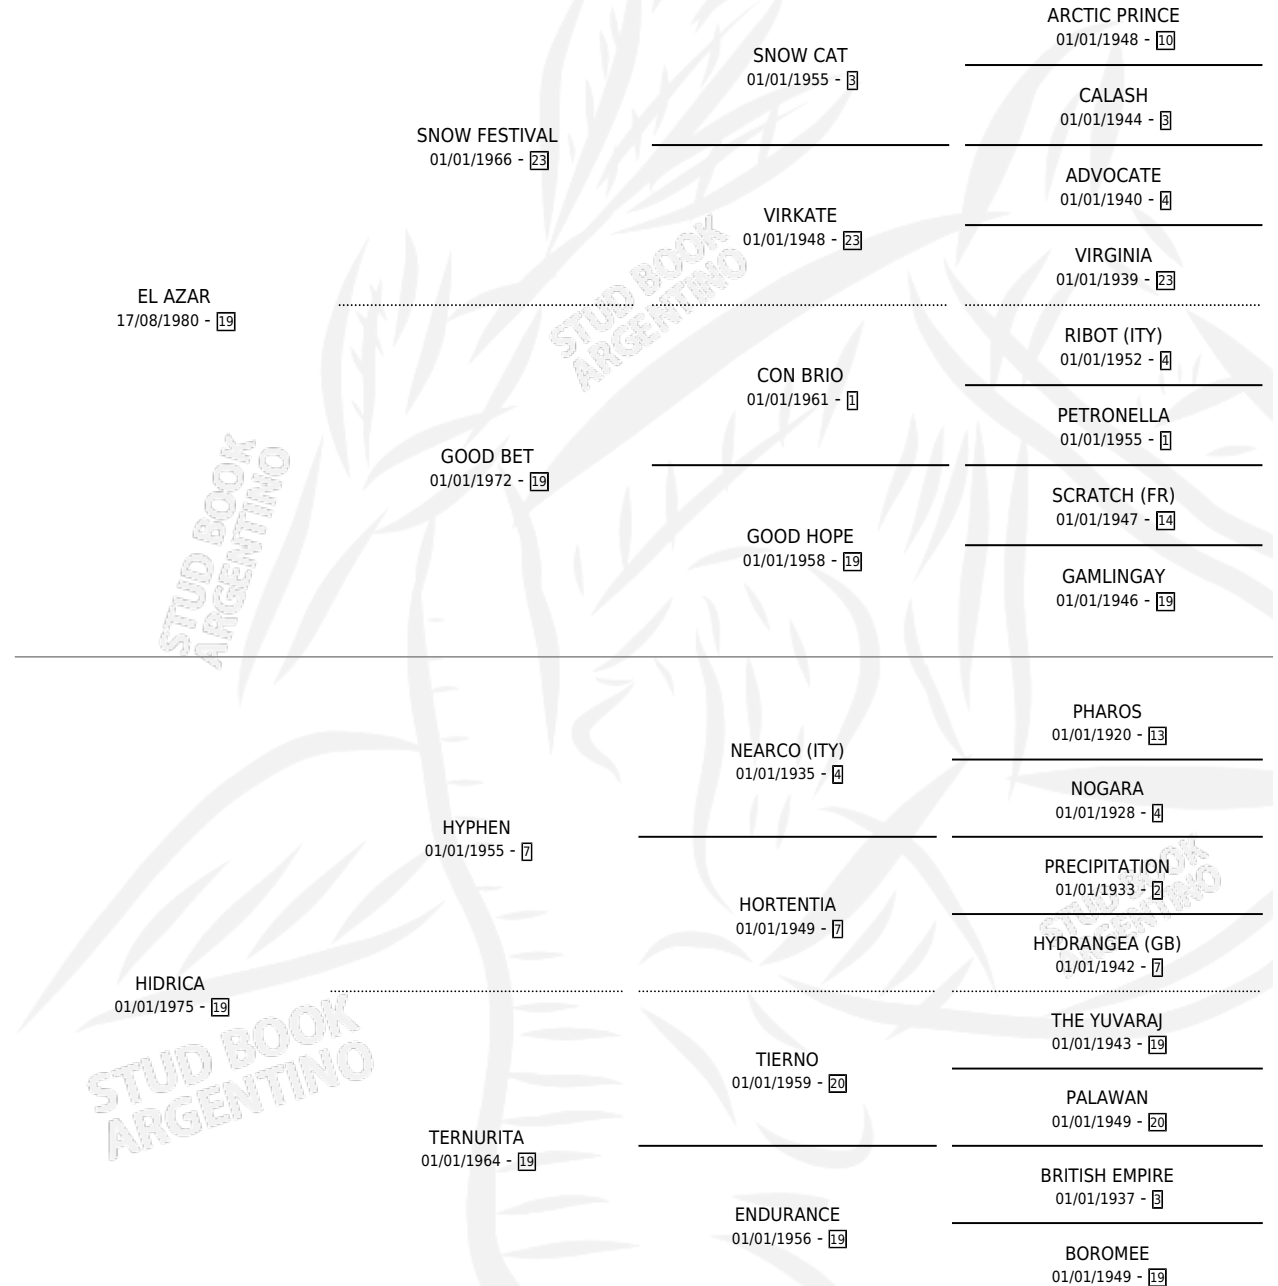 ARCTIC PRINCE
01/01/1948 - 10
SNOW CAT
01/01/1955 - 3
CALASH
01/01/1944 - 3
SNOW FESTIVAL
01/01/1966 - 23
ADVOCATE
01/01/1940 - 4
VIRKATE
01/01/1948 - 23
VIRGINIA
01/01/1939 - 23
EL AZAR
17/08/1980 - 19
RIBOT (ITY)
01/01/1952 - 4
CON BRIO
01/01/1961 - 1
PETRONELLA
01/01/1955 - 1
GOOD BET
01/01/1972 - 19
SCRATCH (FR)
01/01/1947 - 14
GOOD HOPE
01/01/1958 - 19
GAMLINGAY
01/01/1946 - 19
PHAROS
01/01/1920 - 13
NEARCO (ITY)
01/01/1935 - 4
NOGARA
01/01/1928 - 4
HYPHEN
01/01/1955 - 7
PRECIPITATION
01/01/1933 - 2
HORTENTIA
01/01/1949 - 7
HYDRANGEA (GB)
01/01/1942 - 7
HIDRICA
01/01/1975 - 19
THE YUVARAJ
01/01/1943 - 19
TIERNO
01/01/1959 - 20
PALAWAN
01/01/1949 - 20
TERNURITA
01/01/1964 - 19
BRITISH EMPIRE
01/01/1937 - 3
ENDURANCE
01/01/1956 - 19
BOROMEE
01/01/1949 - 19
STUD BOOK
ARGENTINO
STUD BOOK
ARGENTINO
STUD BOOK
ARGENTINO
STUD BOOK
ARGENTINO